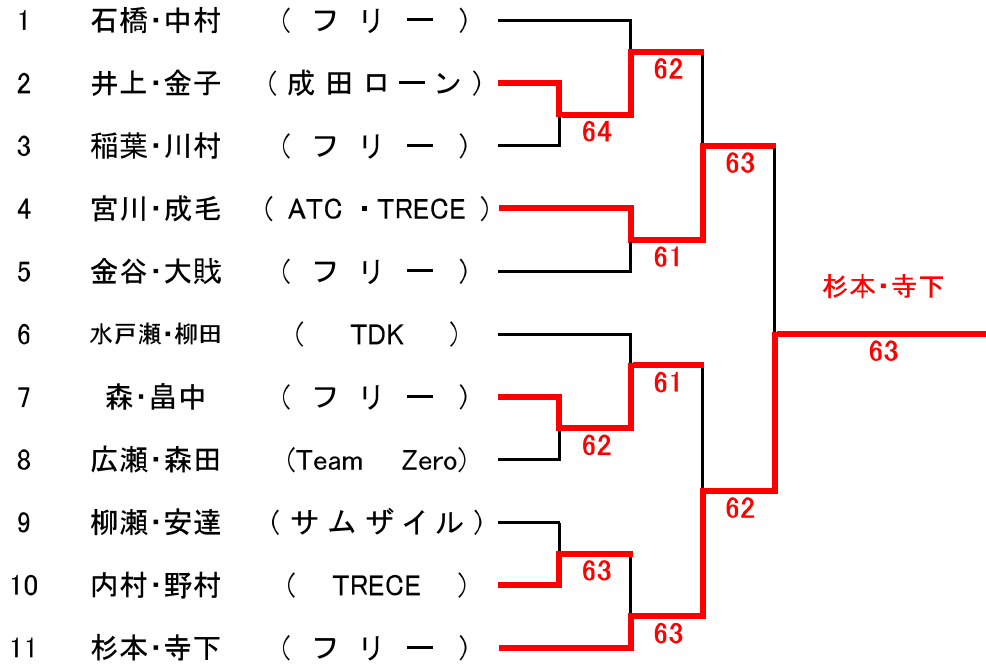 1 石橋・中村 (フリー)
62
2 井上・金子 (成田ローン)
64
3 稲葉・川村 (フリー)
63
4 宮川・成毛 (ATC・TRECE)
61
5 金谷・大戝 (フリー)
杉本・寺下
6 水戸瀬・柳田 (TDK)
63
61
7 森・畠中 (フリー)
62
8 広瀬・森田 (Team Zero)
62
9 柳瀬・安達 (サムザイル)
63
10 内村・野村 (TRECE)
63
11 杉本・寺下 (フリー)